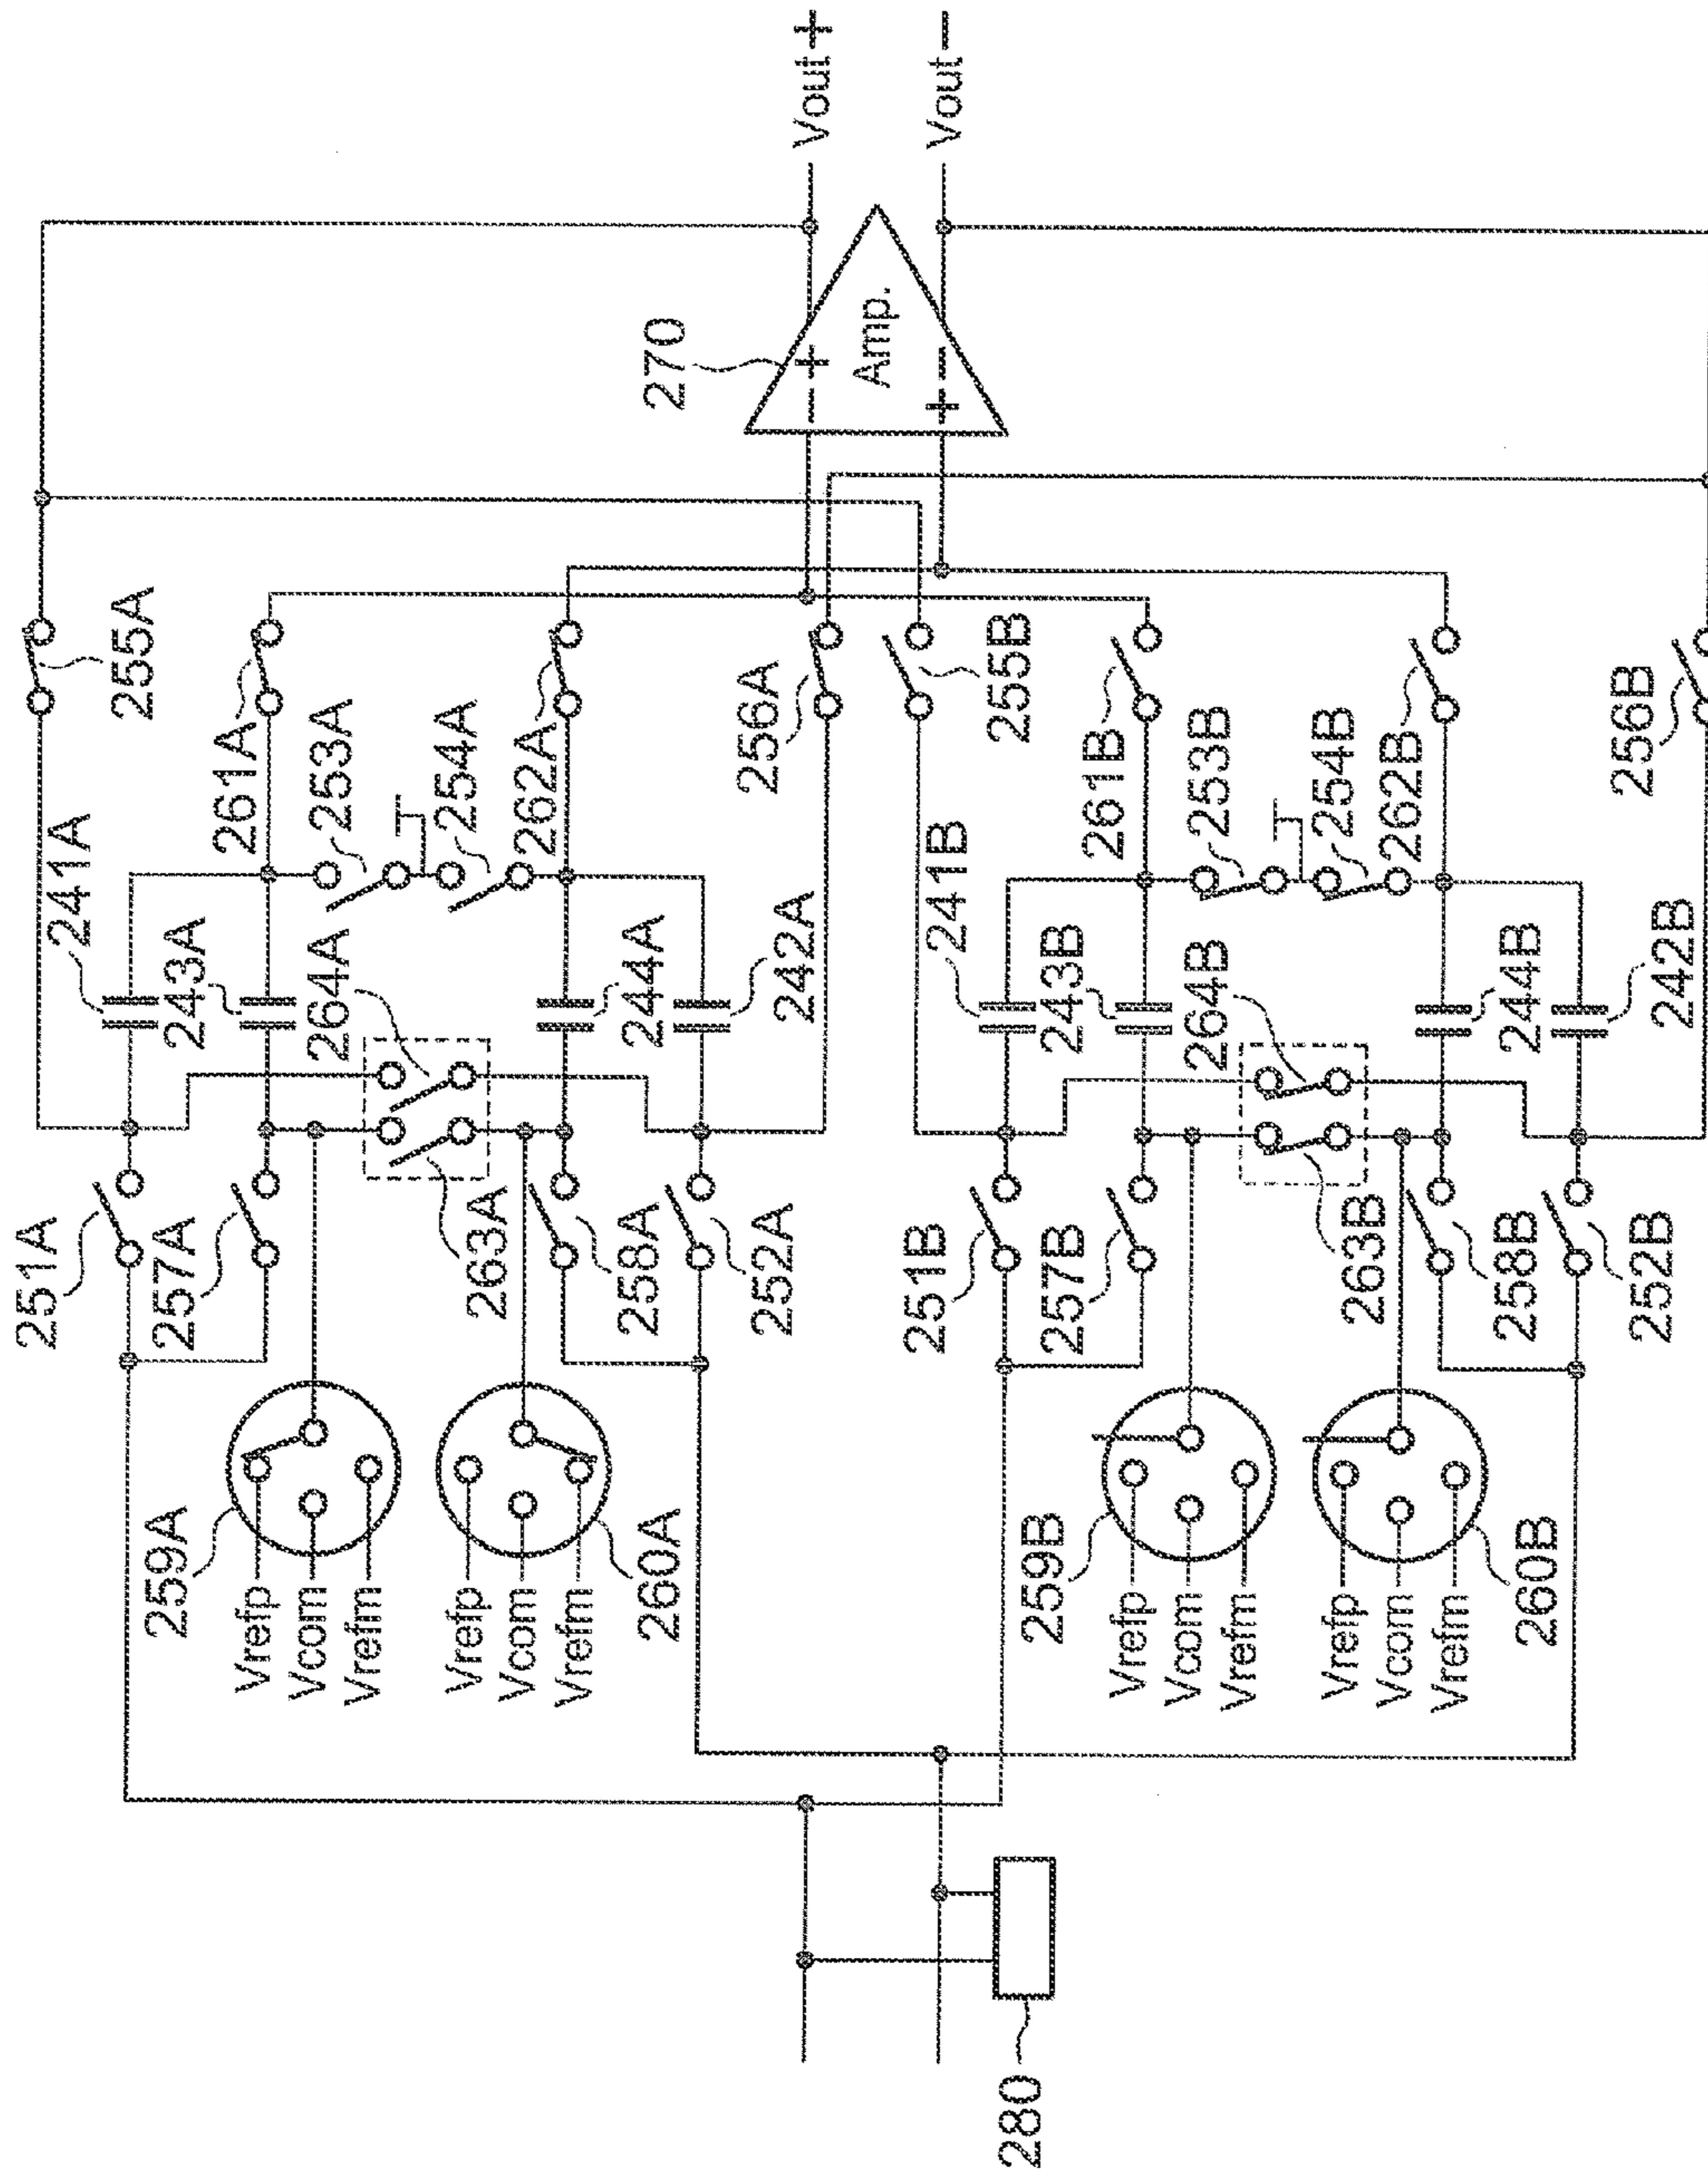 255A
241A
261A
251A
243A
253A
257A
264A
254A
259A
263A
262A
Vrefp
Vcom
Vrefm
258A
244A
Vrefp
Vcom
Vrefm
260A
252A
242A
256A
270
Amp.
+
−
+
−
Vout +
Vout −
255B
241B
261B
251B
243B
253B
257B
264B
254B
259B
263B
262B
Vrefp
Vcom
Vrefm
258B
244B
Vrefp
Vcom
Vrefm
260B
252B
242B
256B
280